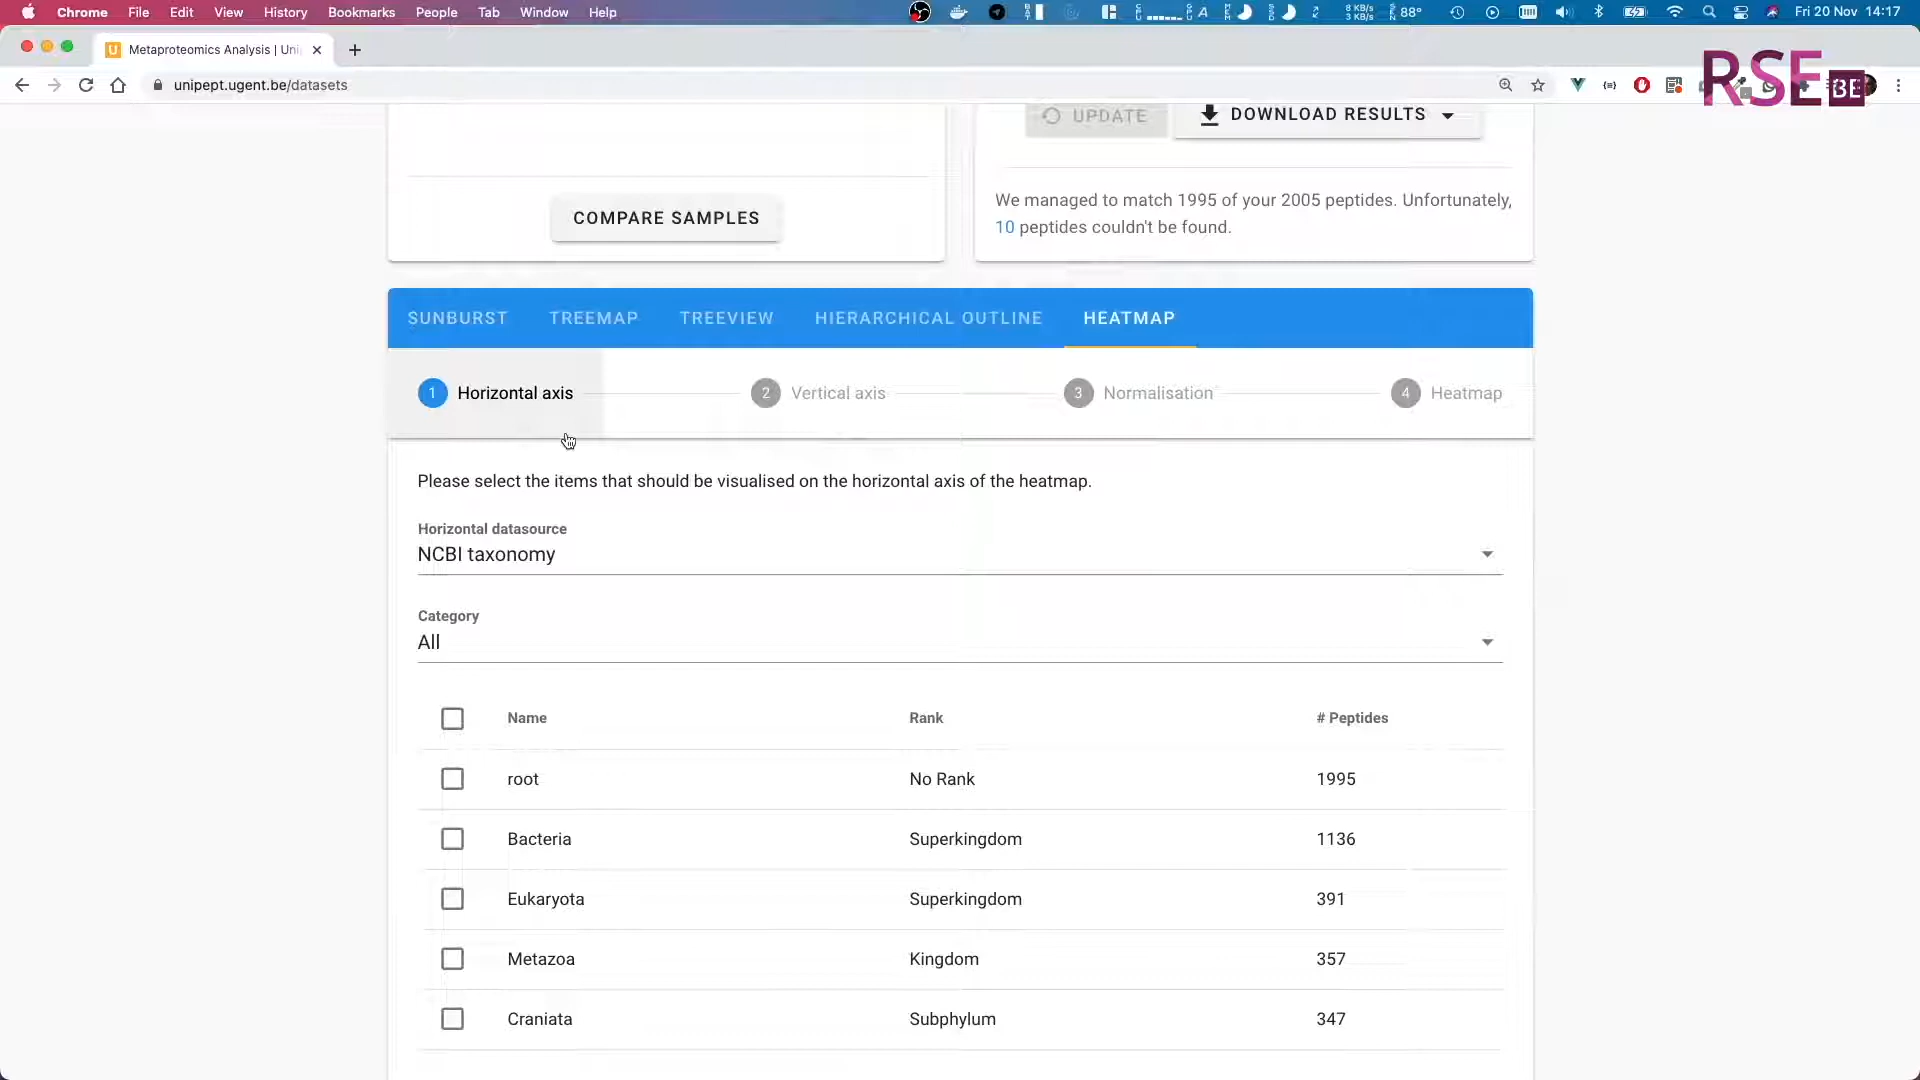 Chrome File Edit View History Bookmarks People Tab Window Help
8 KB/s
3 KB/s
88°
Fri 20 Nov 14:17
Metaproteomics Analysis | Uni
unipept.ugent.be/datasets
RSE BE
UPDATE
DOWNLOAD RESULTS
COMPARE SAMPLES
We managed to match 1995 of your 2005 peptides. Unfortunately,
10 peptides couldn't be found.
SUNBURST TREEMAP TREEVIEW HIERARCHICAL OUTLINE HEATMAP
1 Horizontal axis 2 Vertical axis 3 Normalisation 4 Heatmap
Please select the items that should be visualised on the horizontal axis of the heatmap.
Horizontal datasource
NCBI taxonomy
Category
All
Name Rank # Peptides
root No Rank 1995
Bacteria Superkingdom 1136
Eukaryota Superkingdom 391
Metazoa Kingdom 357
Craniata Subphylum 347